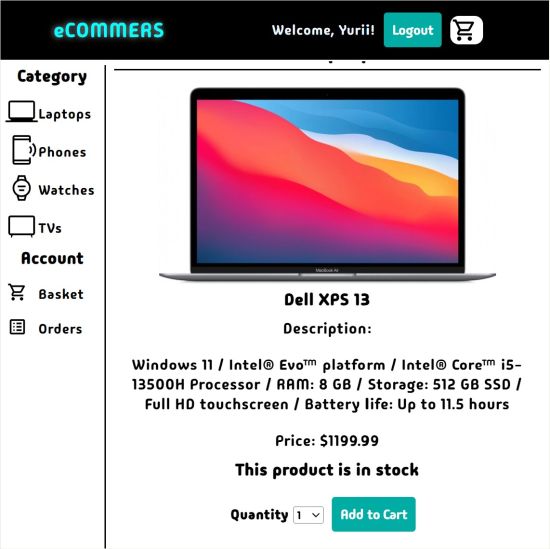 eCOMMERS
Welcome, Yurii!
Logout
Category
Laptops
Phones
Watches
TVs
Account
Basket
Orders
MacBook Air
Dell XPS 13
Description:
Windows 11 / Intel® Evo™ platform / Intel® Core™ i5-
13500H Processor / RAM: 8 GB / Storage: 512 GB SSD /
Full HD touchscreen / Battery life: Up to 11.5 hours
Price: $1199.99
This product is in stock
Quantity 1 Add to Cart